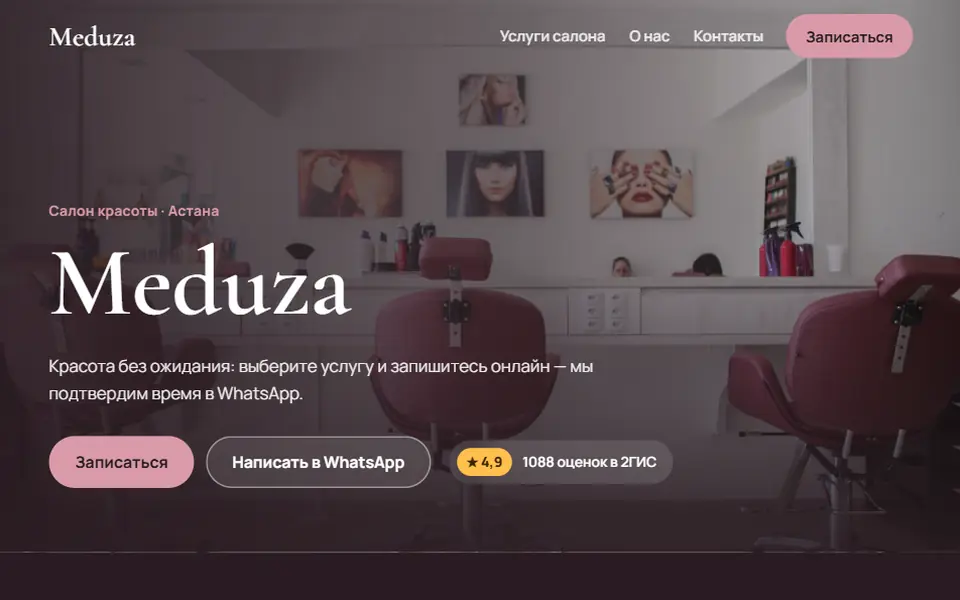 Meduza
Услуги салона
О нас
Контакты
Записаться
Салон красоты · Астана
Meduza
Красота без ожидания: выберите услугу и запишитесь онлайн — мы
подтвердим время в WhatsApp.
Записаться
Написать в WhatsApp
★ 4,9
1088 оценок в 2ГИС